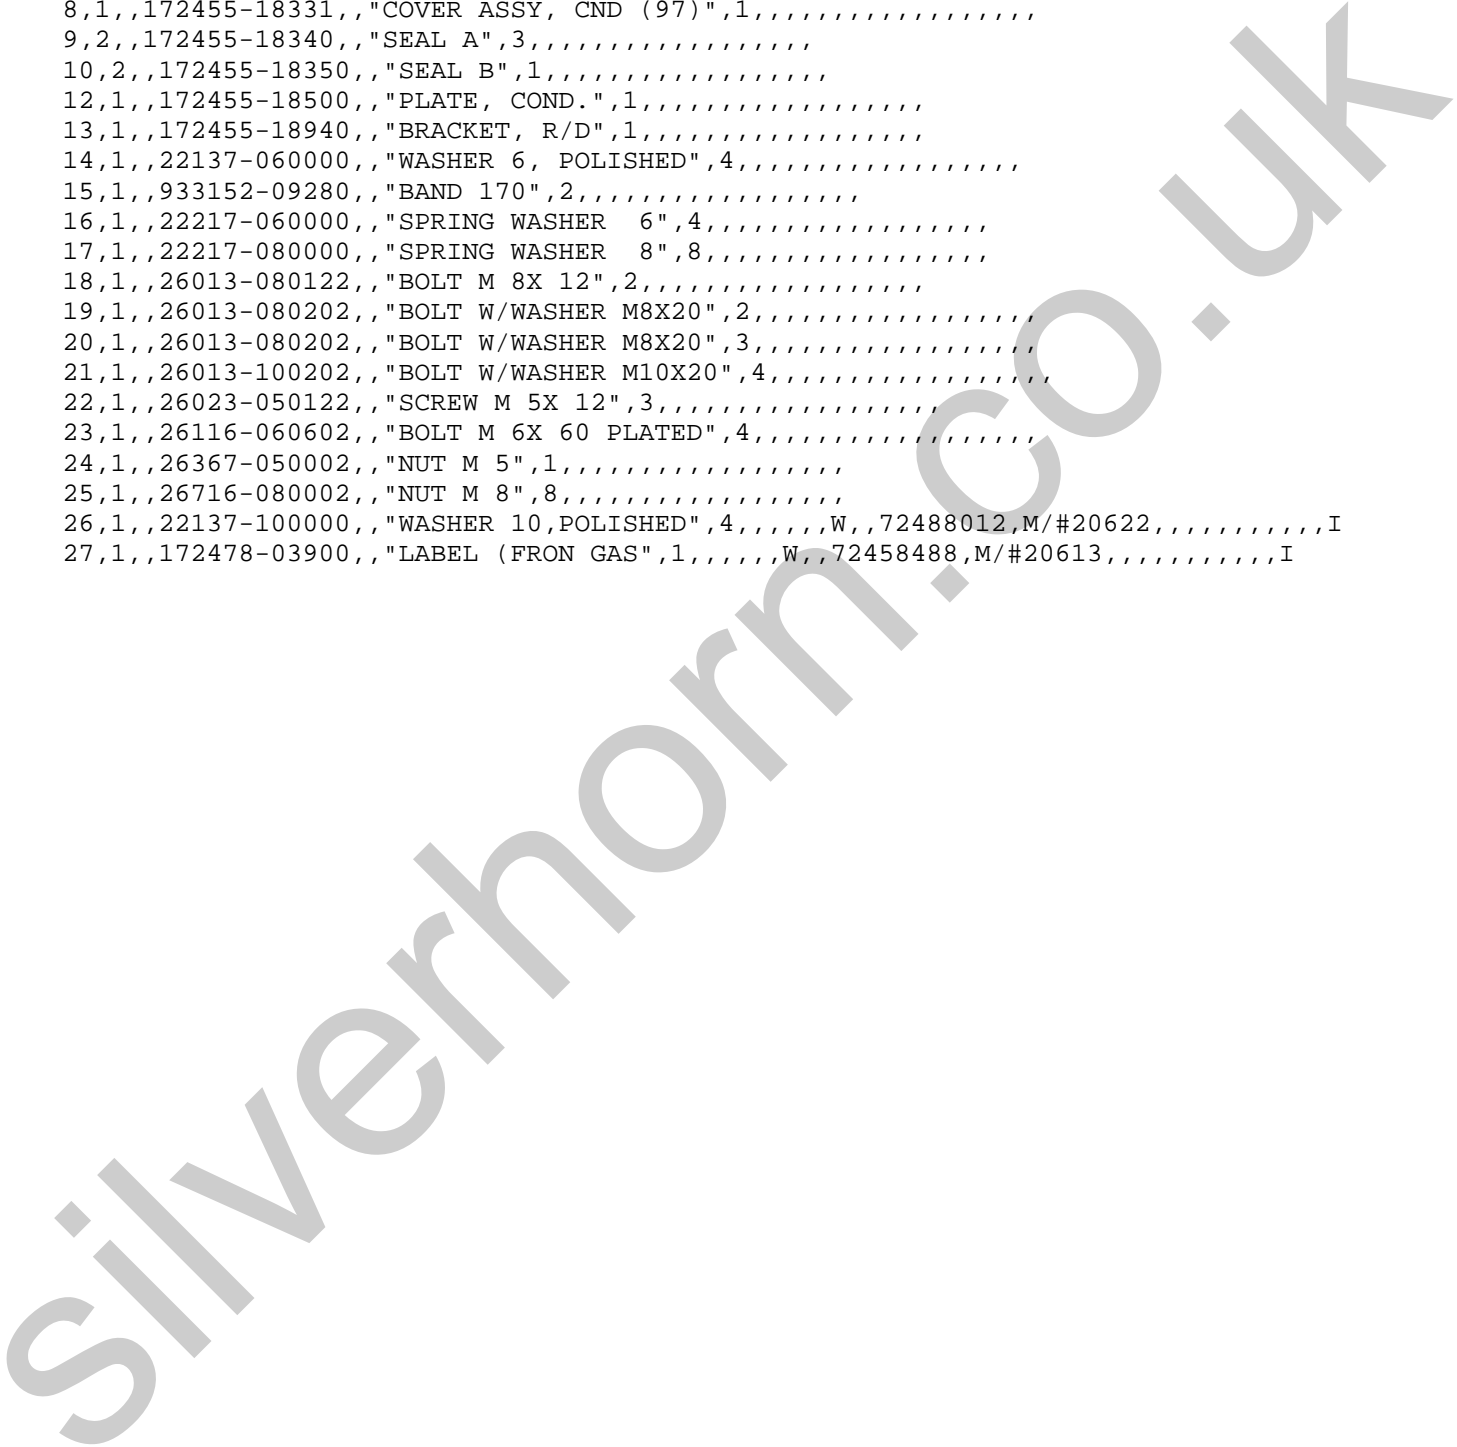 8,1,,172455-18331,,"COVER ASSY, CND (97)",1,,,,,,,,,,,,,,,,,,
9,2,,172455-18340,,"SEAL A",3,,,,,,,,,,,,,,,,,,
10,2,,172455-18350,,"SEAL B",1,,,,,,,,,,,,,,,,,,
12,1,,172455-18500,,"PLATE, COND.",1,,,,,,,,,,,,,,,,,,
13,1,,172455-18940,,"BRACKET, R/D",1,,,,,,,,,,,,,,,,,,
14,1,,22137-060000,,"WASHER 6, POLISHED",4,,,,,,,,,,,,,,,,,,
15,1,,933152-09280,,"BAND 170",2,,,,,,,,,,,,,,,,,,
16,1,,22217-060000,,"SPRING WASHER  6",4,,,,,,,,,,,,,,,,,,
17,1,,22217-080000,,"SPRING WASHER  8",8,,,,,,,,,,,,,,,,,,
18,1,,26013-080122,,"BOLT M 8X 12",2,,,,,,,,,,,,,,,,,,
19,1,,26013-080202,,"BOLT W/WASHER M8X20",2,,,,,,,,,,,,,,,,,,
20,1,,26013-080202,,"BOLT W/WASHER M8X20",3,,,,,,,,,,,,,,,,,,
21,1,,26013-100202,,"BOLT W/WASHER M10X20",4,,,,,,,,,,,,,,,,,,
22,1,,26023-050122,,"SCREW M 5X 12",3,,,,,,,,,,,,,,,,,,
23,1,,26116-060602,,"BOLT M 6X 60 PLATED",4,,,,,,,,,,,,,,,,,,
24,1,,26367-050002,,"NUT M 5",1,,,,,,,,,,,,,,,,,,
25,1,,26716-080002,,"NUT M 8",8,,,,,,,,,,,,,,,,,,
26,1,,22137-100000,,"WASHER 10,POLISHED",4,,,,,,W,,72488012,M/#20622,,,,,,,,,,,I
27,1,,172478-03900,,"LABEL (FRON GAS",1,,,,,,W,,72458488,M/#20613,,,,,,,,,,,I
silverhorn.co.uk